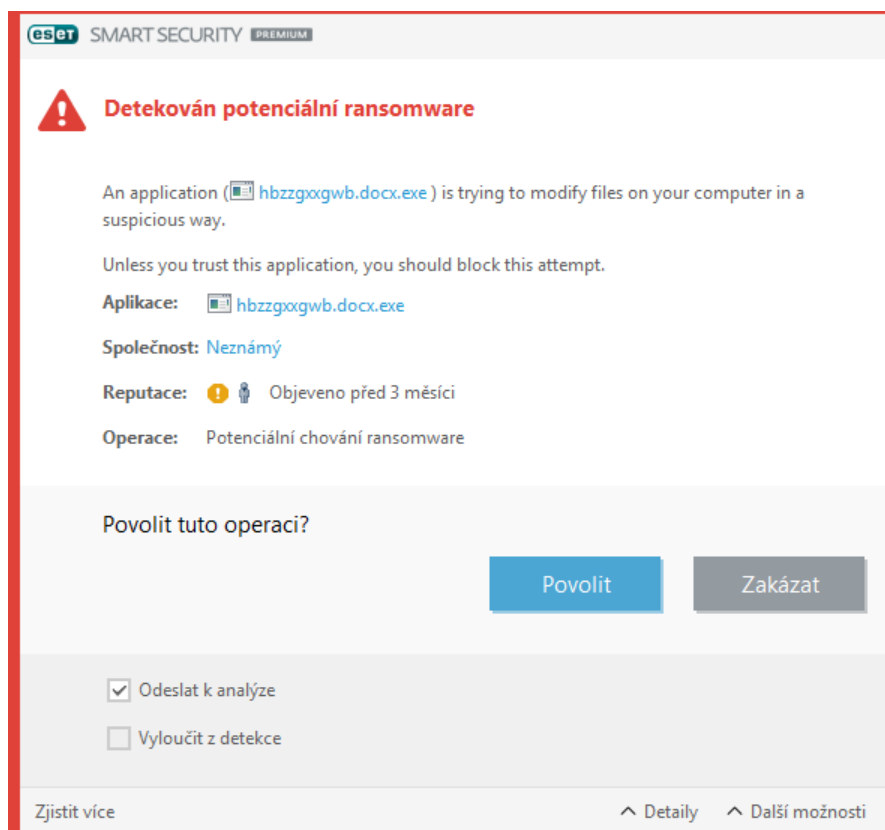 eset SMART SECURITY PREMIUM
Detekován potenciální ransomware
An application ( hbzzgxxgwb.docx.exe ) is trying to modify files on your computer in a
suspicious way.
Unless you trust this application, you should block this attempt.
Aplikace: hbzzgxxgwb.docx.exe
Společnost: Neznámý
Reputace: Objeveno před 3 měsíci
Operace: Potenciální chování ransomware
Povolit tuto operaci?
Povolit Zakázat
Odeslat k analýze
Vyloučit z detekce
Zjistit více Detaily Další možnosti